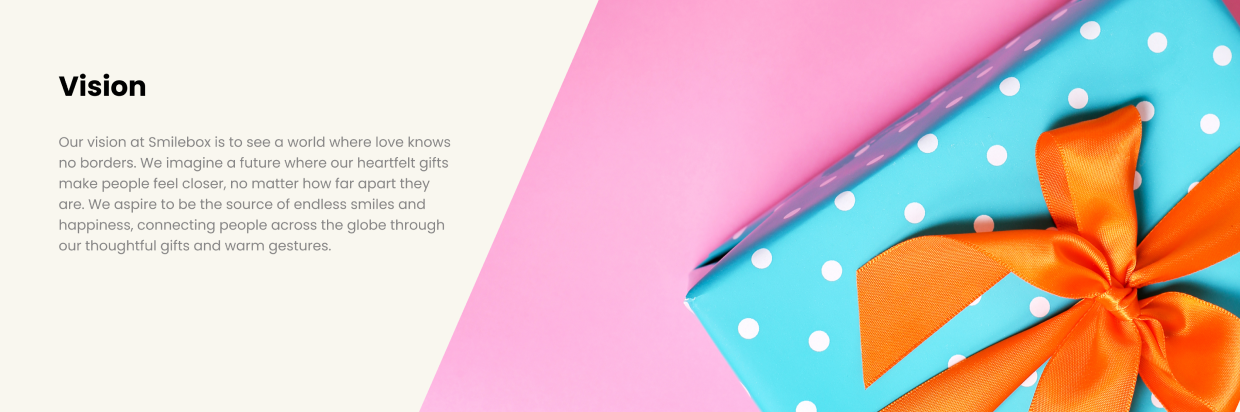 Vision
Our vision at Smilebox is to see a world where love knows
no borders. We imagine a future where our heartfelt gifts
make people feel closer, no matter how far apart they
are. We aspire to be the source of endless smiles and
happiness, connecting people across the globe through
our thoughtful gifts and warm gestures.